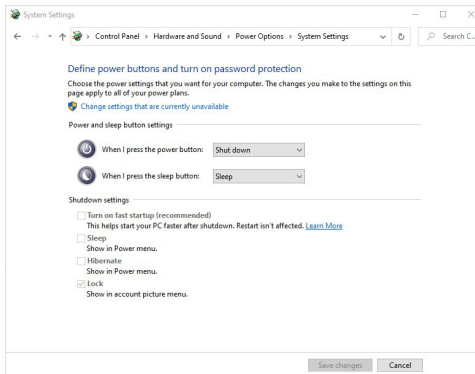 System Settings
Control Panel > Hardware and Sound > Power Options > System Settings
Search C...
Define power buttons and turn on password protection
Choose the power settings that you want for your computer. The changes you make to the settings on this
page apply to all of your power plans.
Change settings that are currently unavailable
Power and sleep button settings
When I press the power button: Shut down
When I press the sleep button: Sleep
Shutdown settings
Turn on fast startup (recommended)
This helps start your PC faster after shutdown. Restart isn't affected. Learn More
Sleep
Show in Power menu.
Hibernate
Show in Power menu.
Lock
Show in account picture menu.
Save changes Cancel